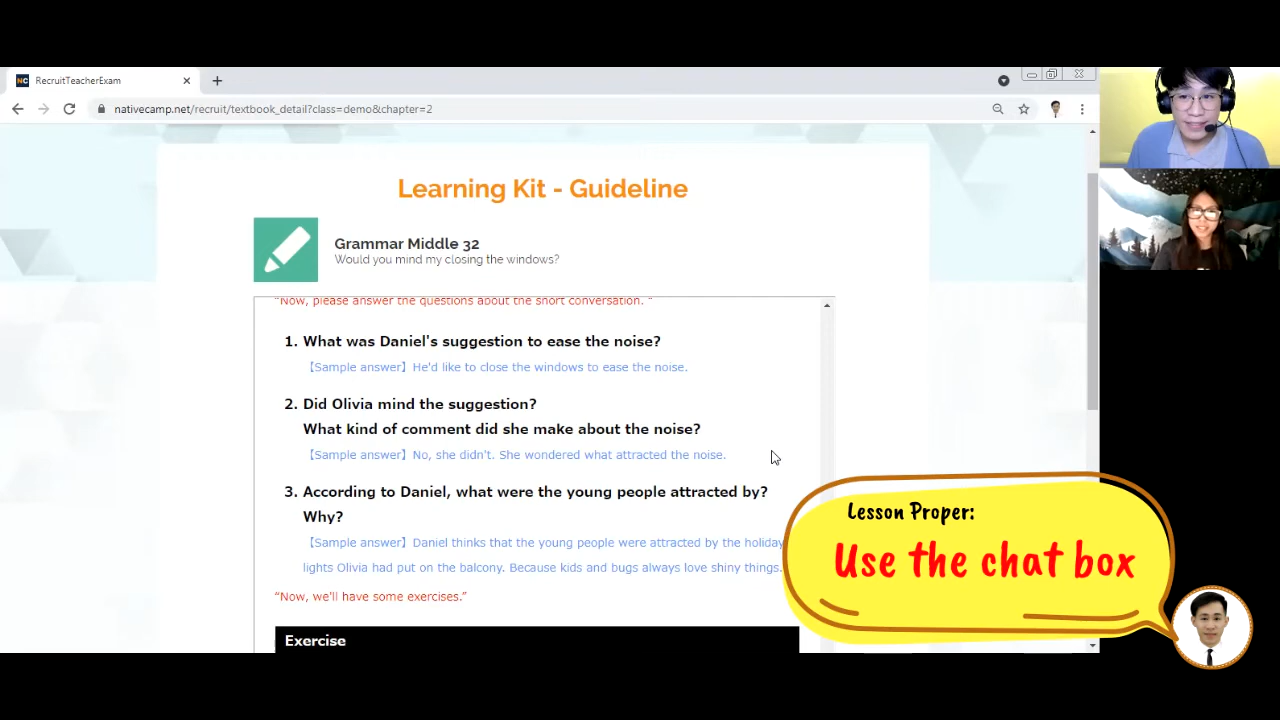 NC RecruitTeacherExam
nativecamp.net/recruit/textbook_detail?class=demo&chapter=2
Learning Kit - Guideline
Grammar Middle 32
Would you mind my closing the windows?
"Now, please answer the questions about the short conversation. "
1. What was Daniel's suggestion to ease the noise?
【Sample answer】He'd like to close the windows to ease the noise.
2. Did Olivia mind the suggestion?
What kind of comment did she make about the noise?
【Sample answer】No, she didn't. She wondered what attracted the noise.
3. According to Daniel, what were the young people attracted by?
Why?
【Sample answer】Daniel thinks that the young people were attracted by the holiday
lights Olivia had put on the balcony. Because kids and bugs always love shiny things.
"Now, we'll have some exercises."
Exercise
Lesson Proper:
Use the chat box